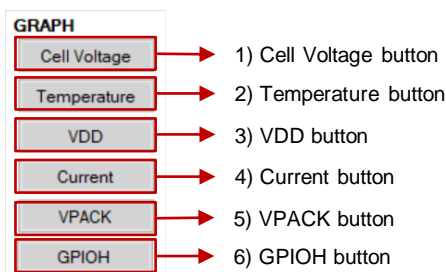 GRAPH
Cell Voltage 1) Cell Voltage button
Temperature 2) Temperature button
VDD 3) VDD button
Current 4) Current button
VPACK 5) VPACK button
GPIOH 6) GPIOH button